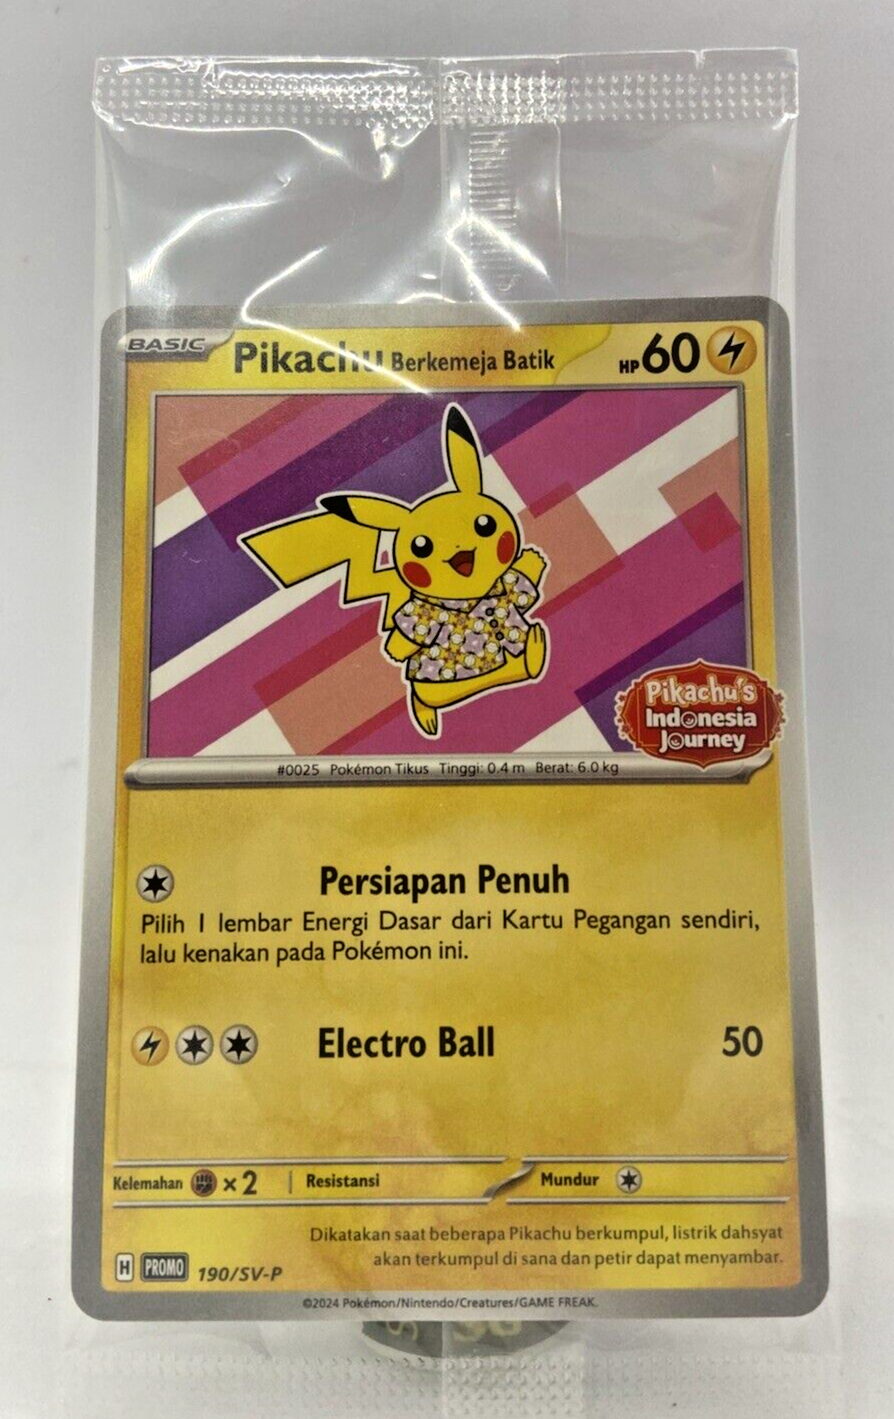 BASIC Pikachu Berkemeja Batik HP 60
Pikachu's
Indonesia
Journey
#0025 Pokémon Tikus Tinggi: 0.4 m Berat: 6.0 kg
Persiapan Penuh
Pilih 1 lembar Energi Dasar dari Kartu Pegangan sendiri,
lalu kenakan pada Pokémon ini.
Electro Ball 50
Kelemahan ×2 Resistansi Mundur
Dikatakan saat beberapa Pikachu berkumpul, listrik dahsyat
akan terkumpul di sana dan petir dapat menyambar.
H PROMO 190/SV-P
©2024 Pokémon/Nintendo/Creatures/GAME FREAK.